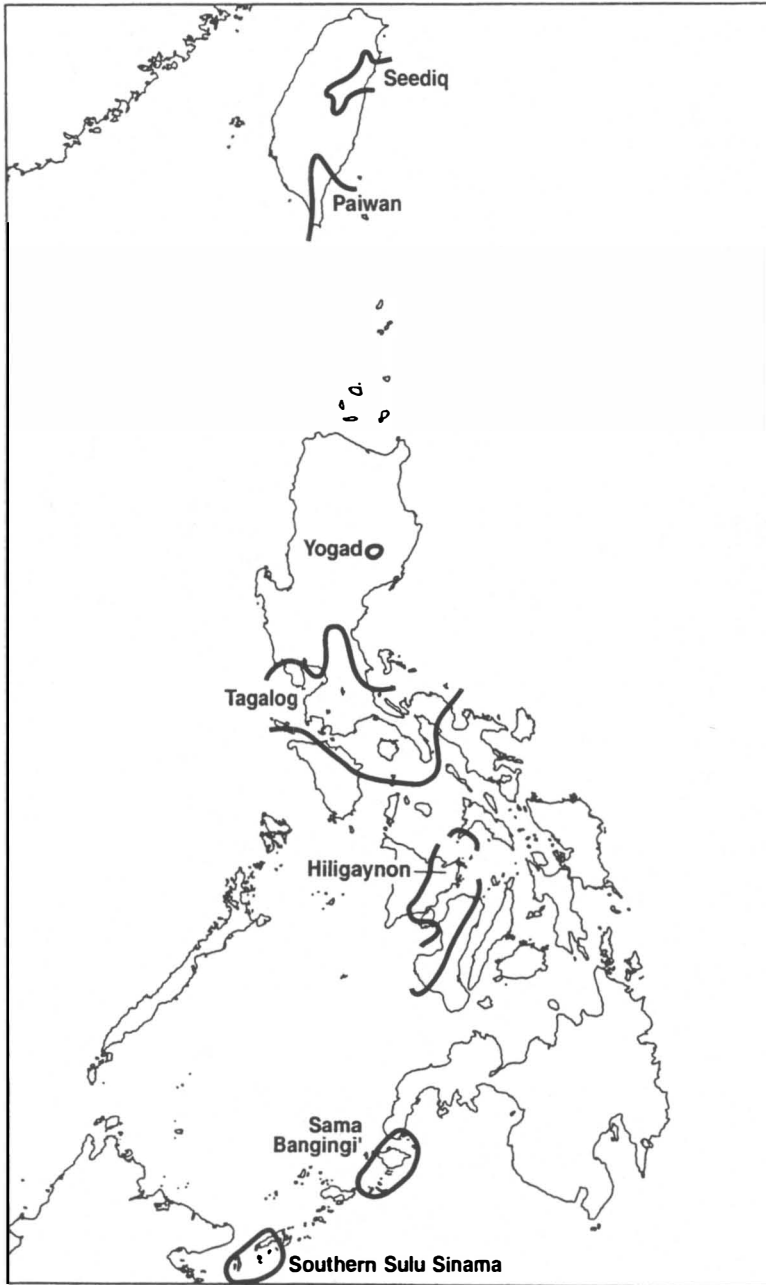 Seediq
Paiwan
Yogad
Tagalog
Hiligaynon
Sama
Bangingi'
Southern Sulu Sinama